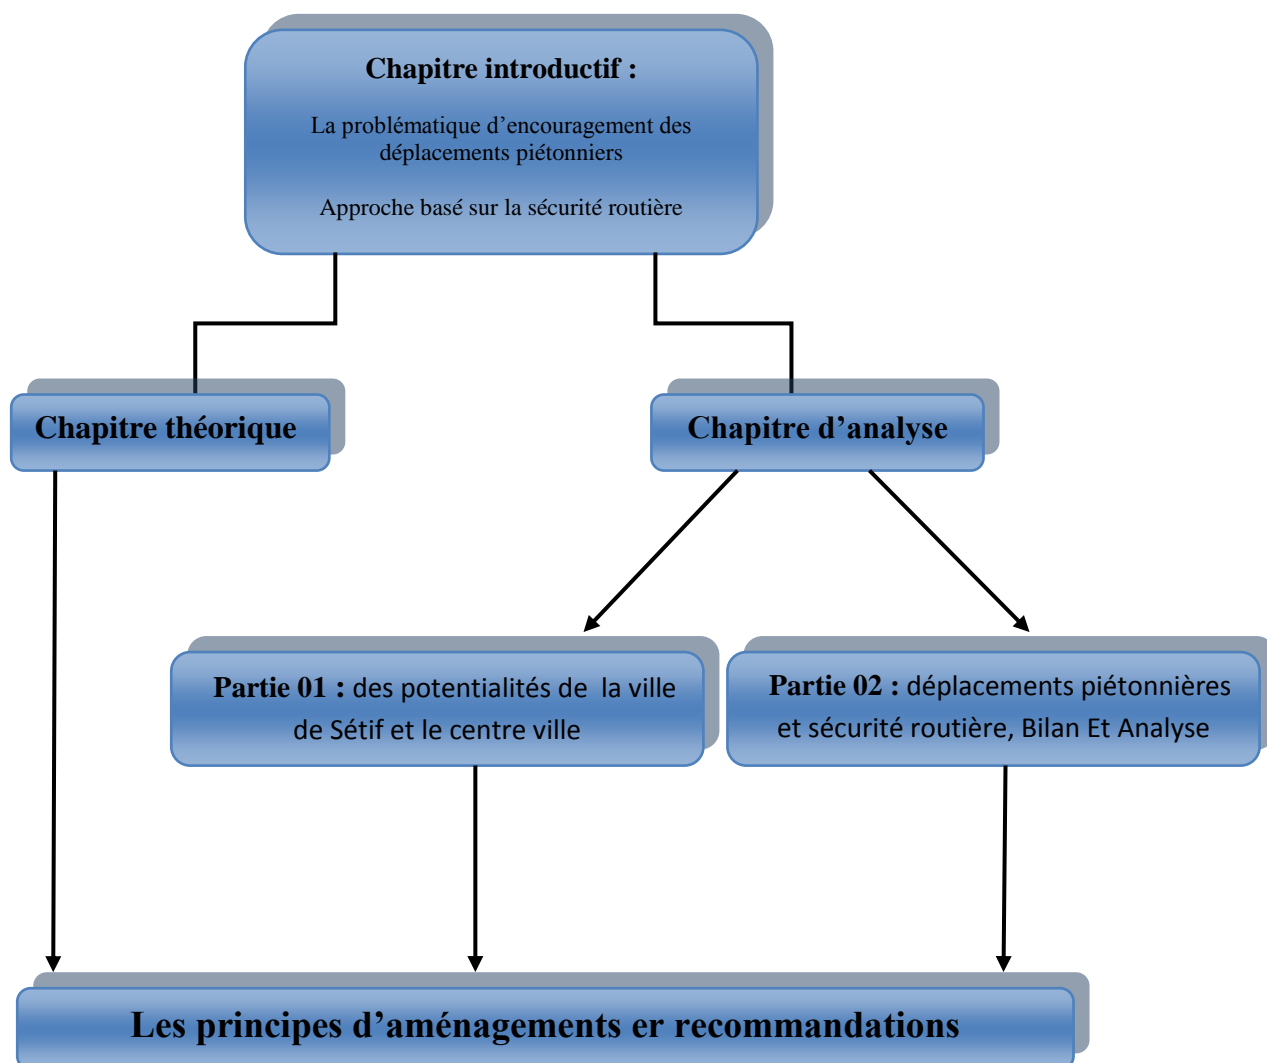 Chapitre introductif :
La problématique d’encouragement des
déplacements piétonniers
Approche basé sur la sécurité routière
Chapitre théorique
Chapitre d’analyse
Partie 01 : des potentialités de la ville
de Sétif et le centre ville
Partie 02 : déplacements piétonnières
et sécurité routière, Bilan Et Analyse
Les principes d’aménagements er recommandations